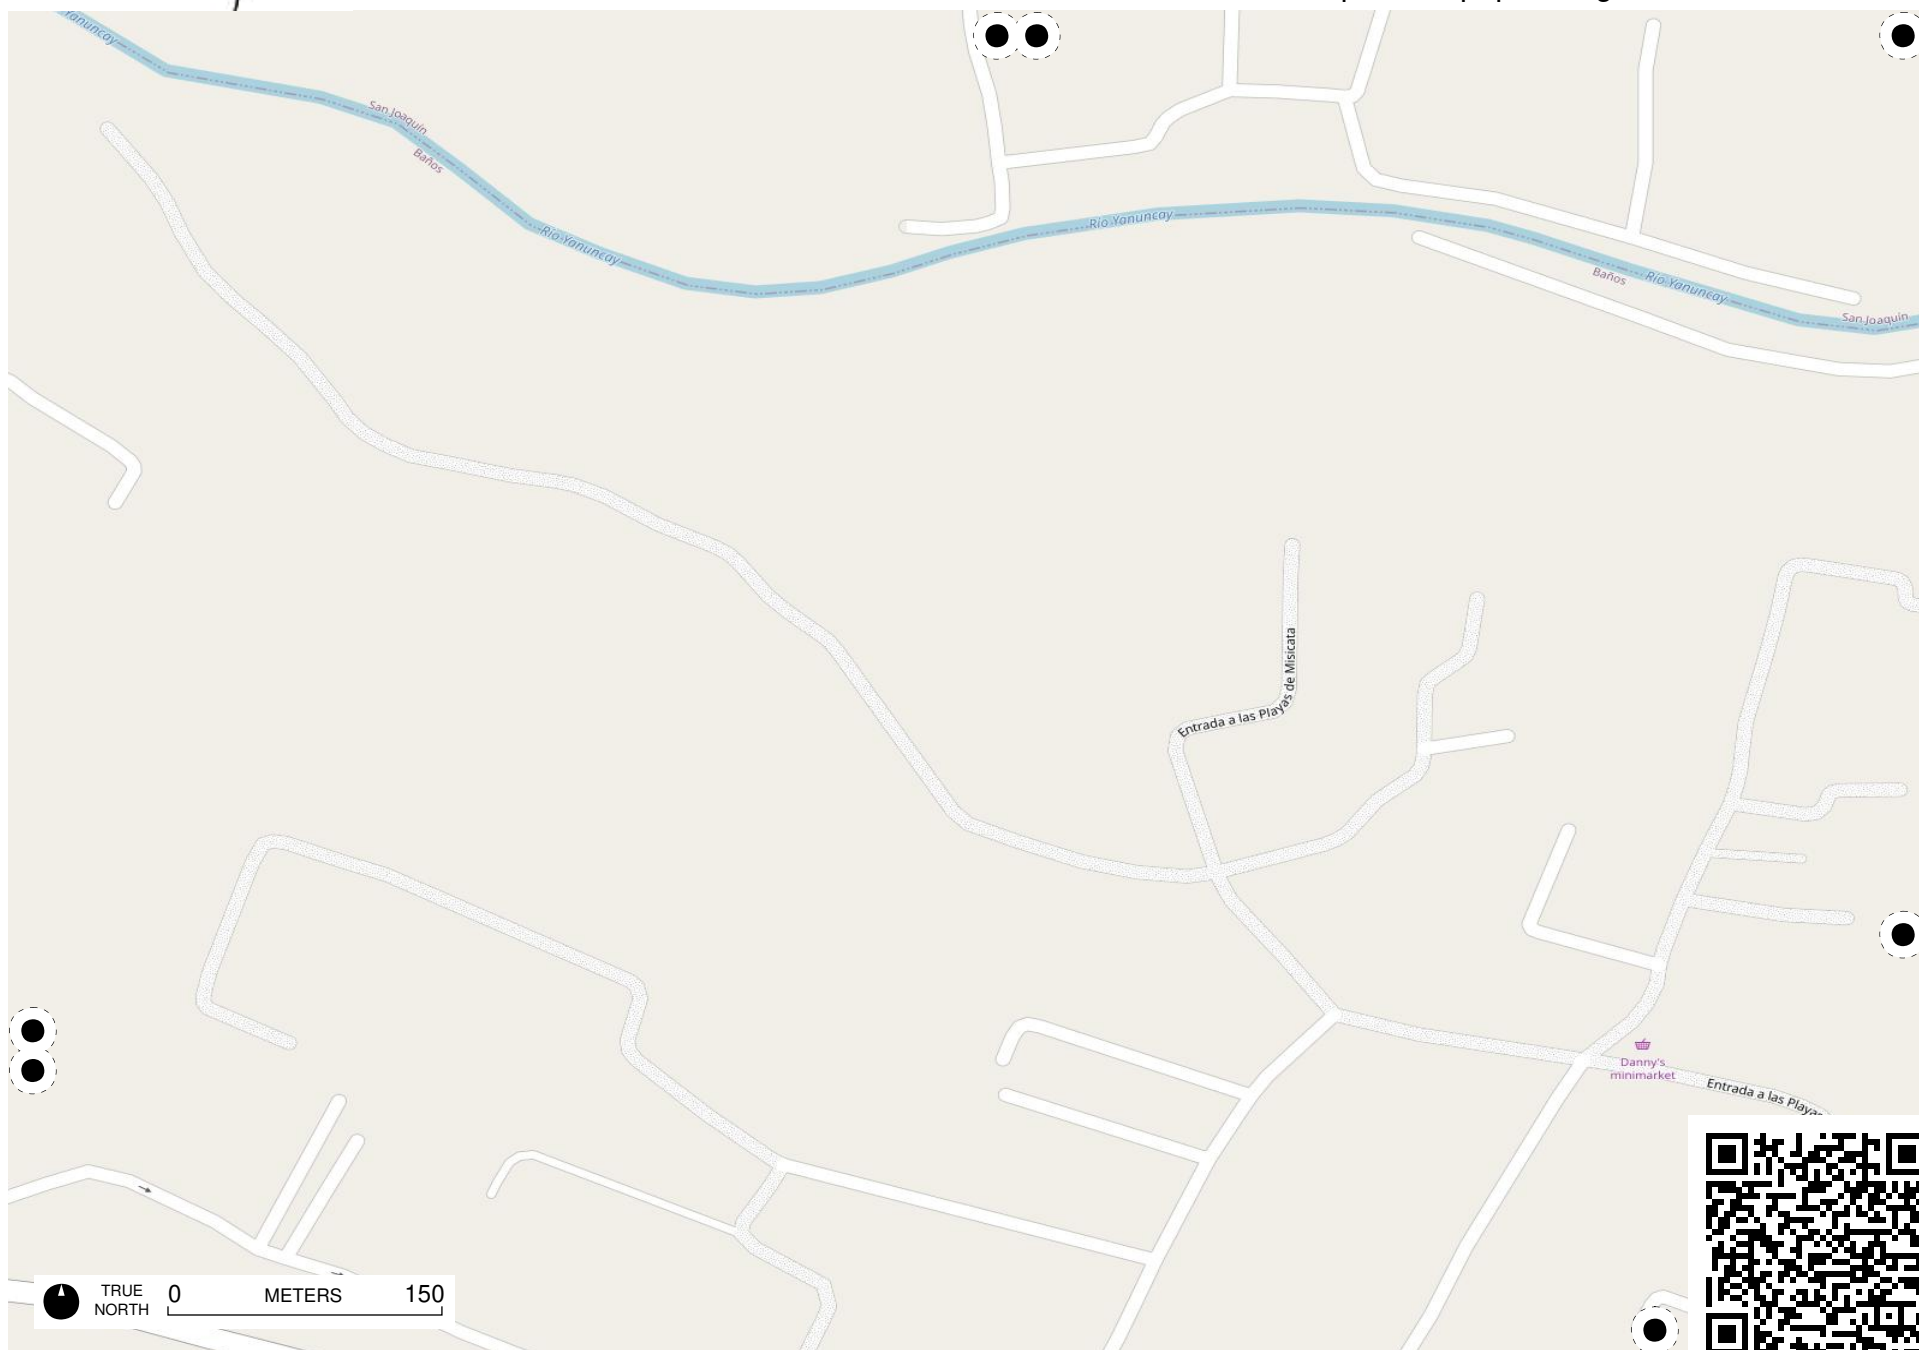 Yanuncay
San Joaquín
Baños
Río Yanuncay
Río Yanuncay
Baños
Río Yanuncay
San Joaquín
Entrada a las Playas de Misicata
Danny's
minimarket
Entrada a las Playas
TRUE
NORTH
0 METERS 150